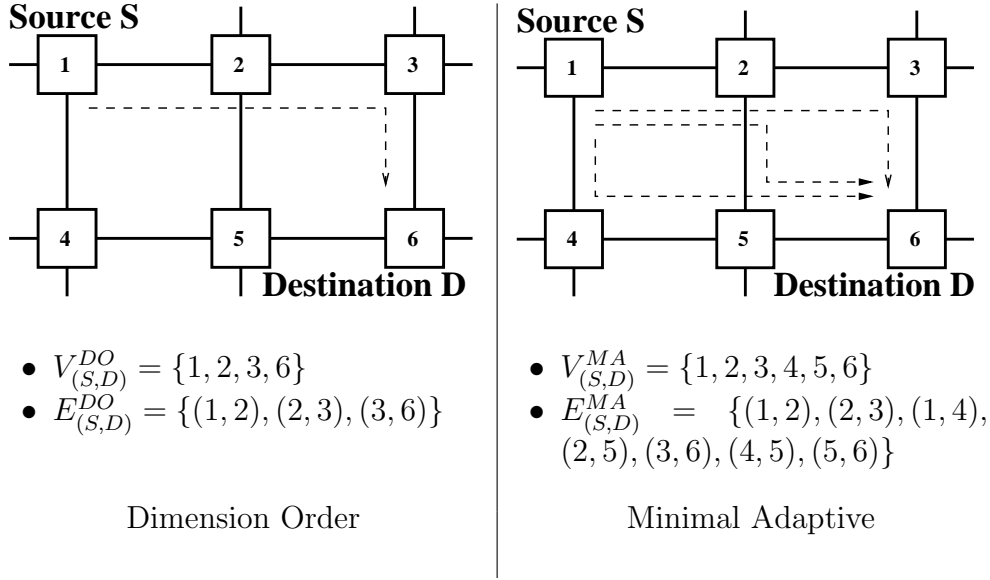 Source S
1
2
3
4
5
6
Destination D
• $V^{DO}_{(S,D)} = \{1, 2, 3, 6\}$
• $E^{DO}_{(S,D)} = \{(1, 2), (2, 3), (3, 6)\}$
Dimension Order
Source S
1
2
3
4
5
6
Destination D
• $V^{MA}_{(S,D)} = \{1, 2, 3, 4, 5, 6\}$
• $E^{MA}_{(S,D)} = \{(1, 2), (2, 3), (1, 4),$
$(2, 5), (3, 6), (4, 5), (5, 6)\}$
Minimal Adaptive